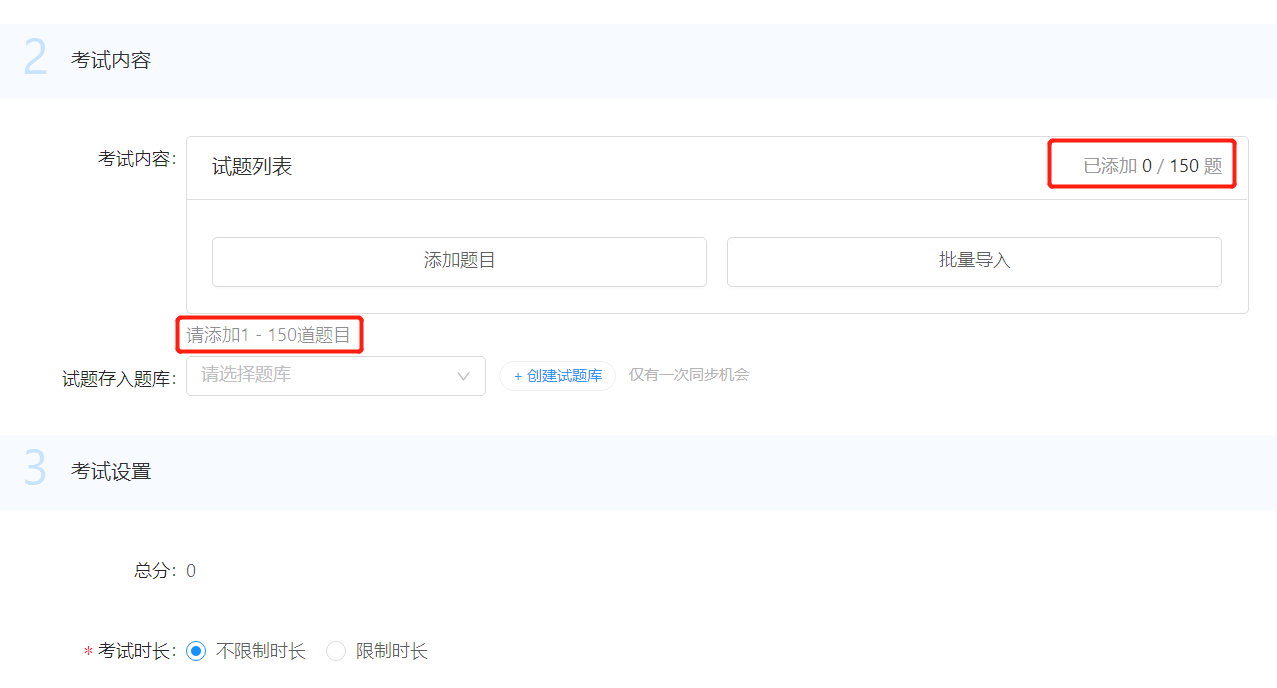 2 考试内容
考试内容: 试题列表 已添加 0 / 150 题
添加题目 批量导入
请添加1 - 150道题目
试题存入题库: 请选择题库 + 创建试题库 仅有一次同步机会
3 考试设置
总分: 0
* 考试时长: 不限制时长 限制时长